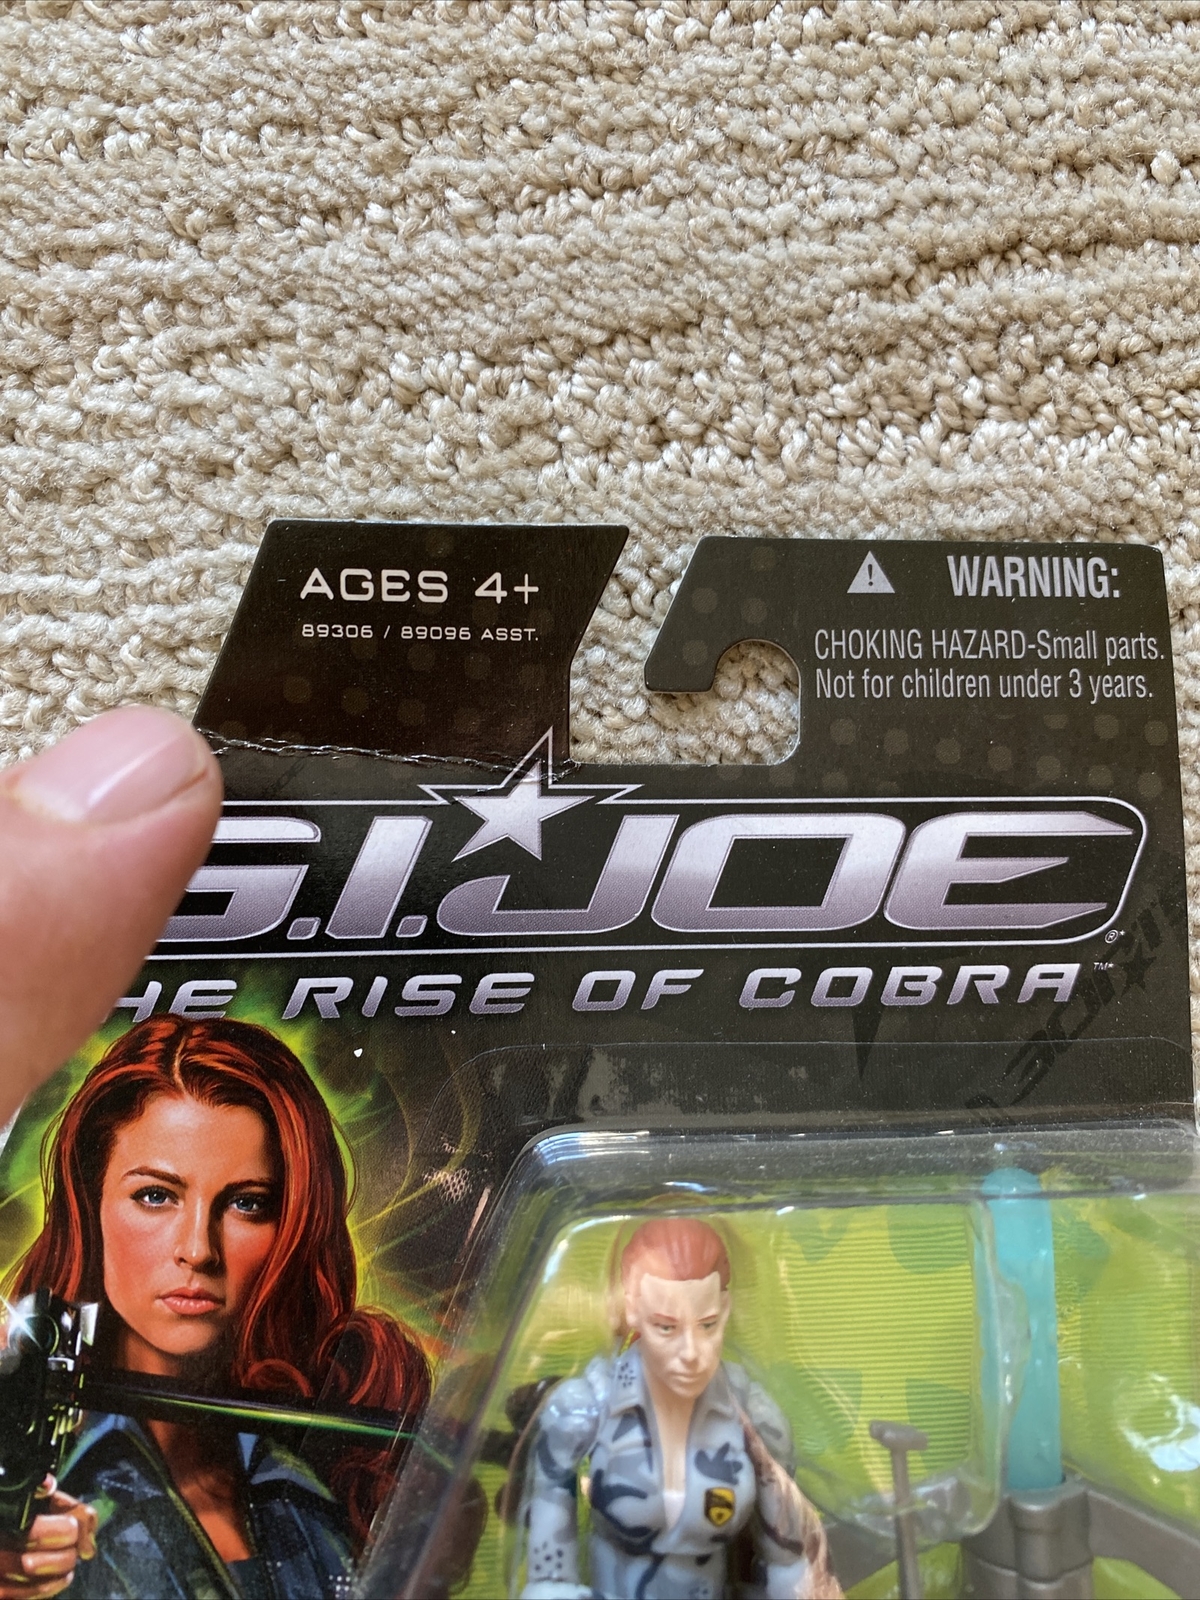 AGES 4+
89306 / 89096 ASST.
WARNING:
CHOKING HAZARD-Small parts.
Not for children under 3 years.
G.I. JOE ®*
HE RISE OF COBRA ™*